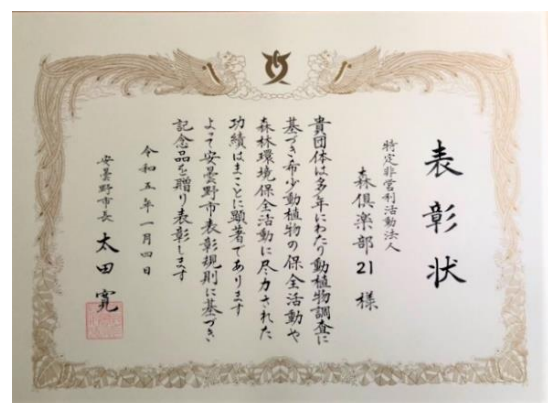 表彰状
特定非営利活動法人
森倶楽部21 様
貴団体は多年にわたり動植物調査に
基づき希少動植物の保全活動や
森林環境保全活動に尽力された
功績はまことに顕著であります
よって安曇野市表彰規則に基づき
記念品を贈り表彰します
令和五年一月四日
安曇野市長 太田寛